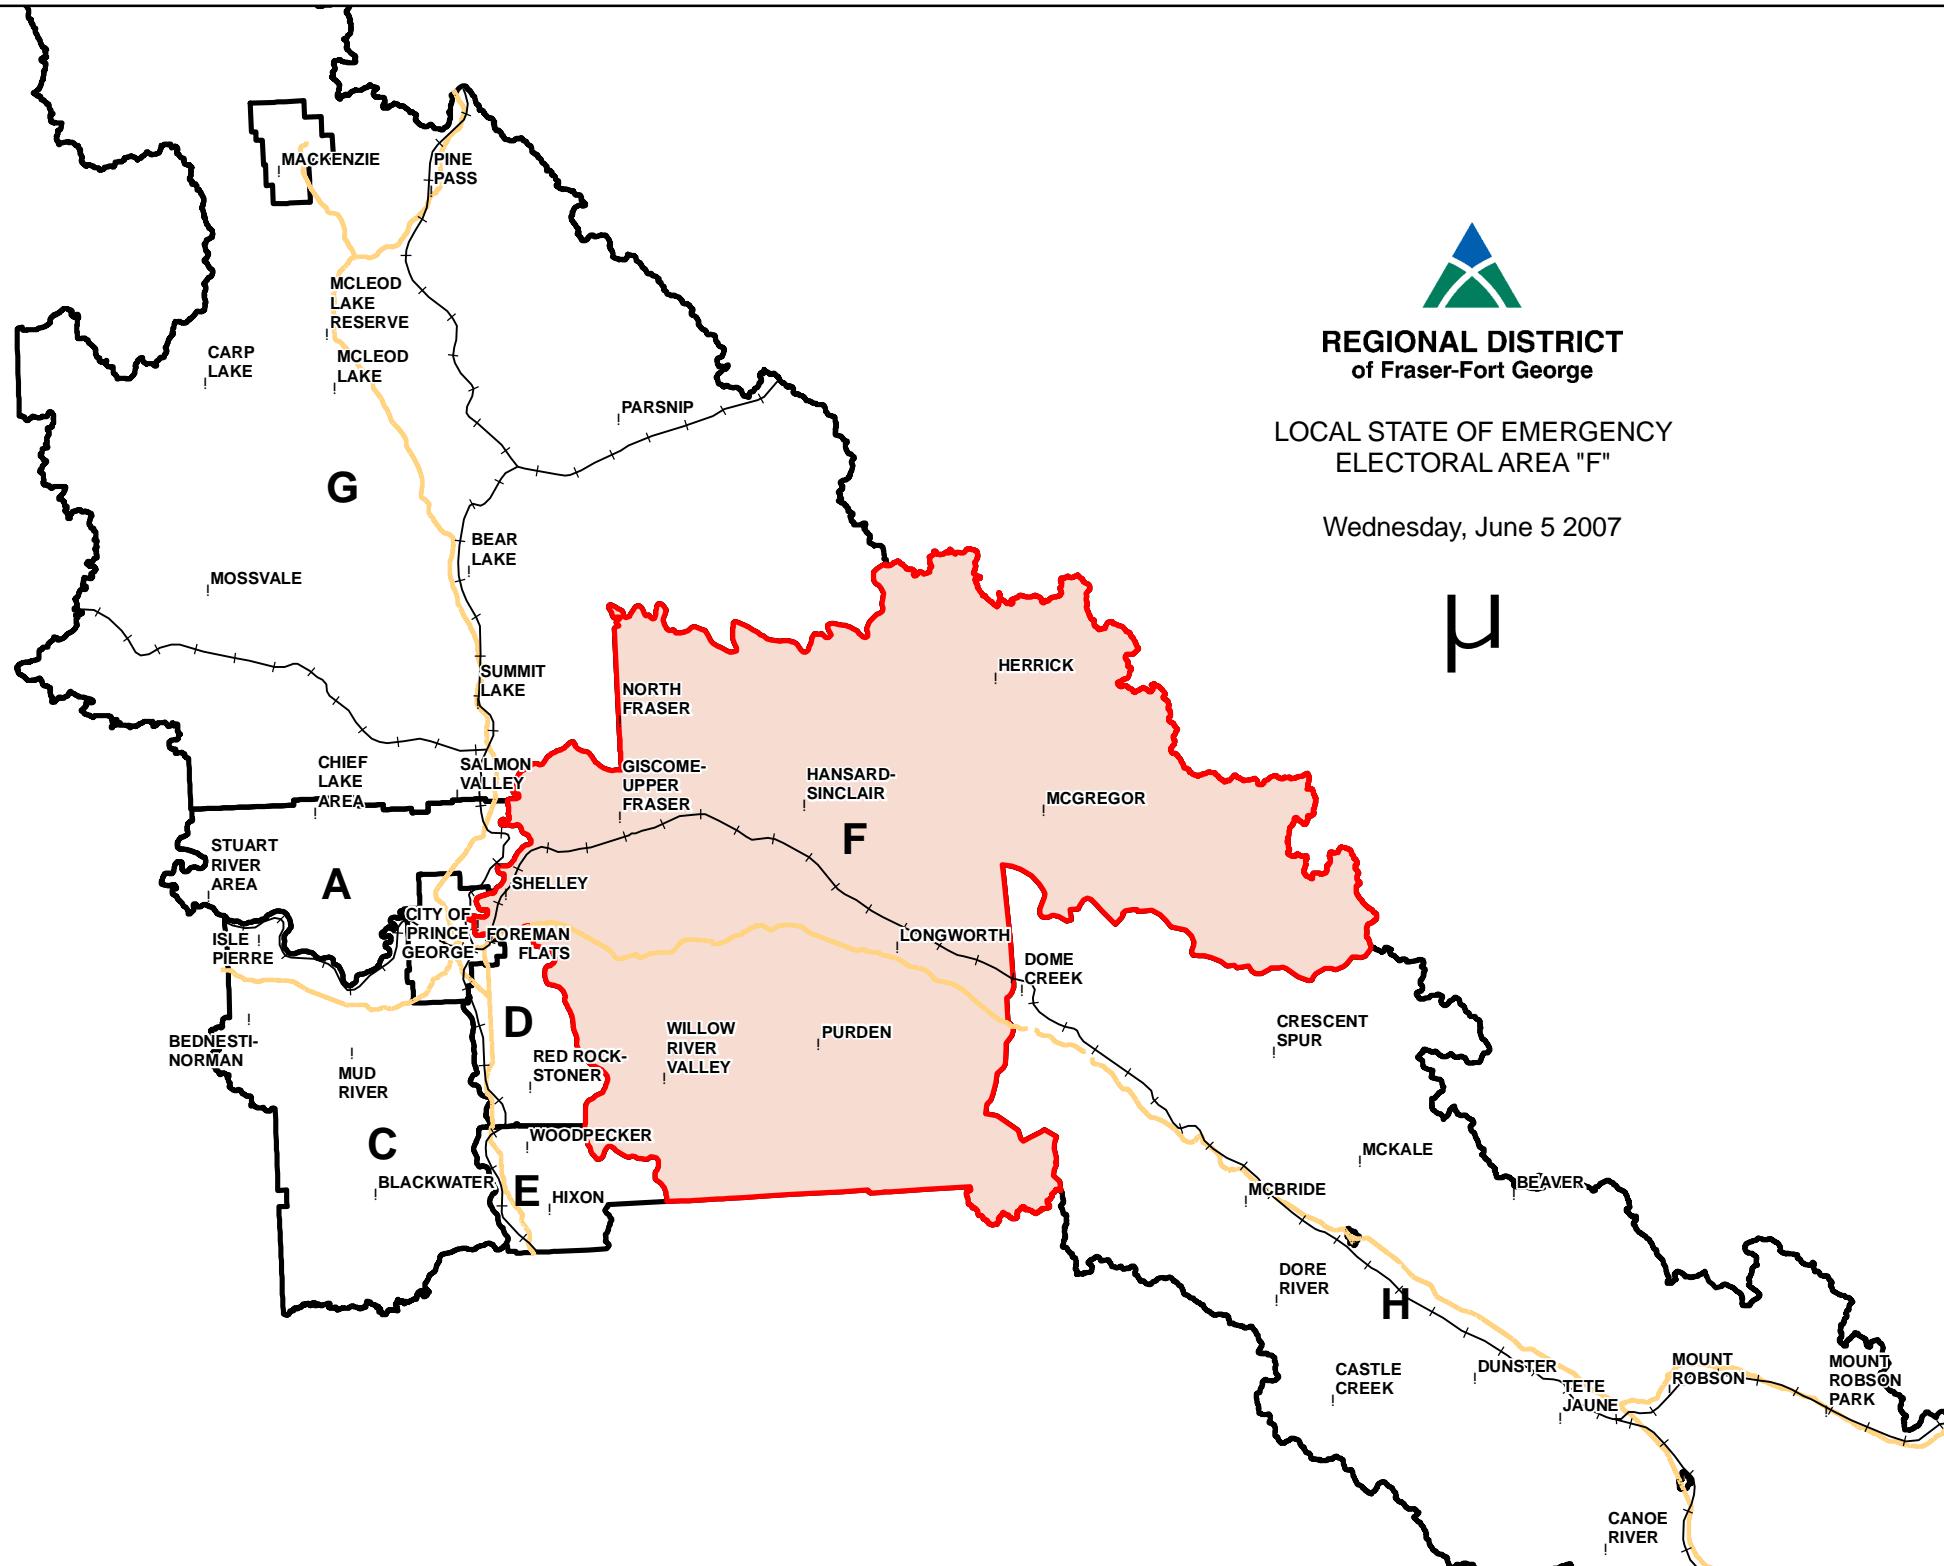 MACKENZIE
PINE
PASS
MCLEOD
LAKE
RESERVE
CARP
LAKE
MCLEOD
LAKE
PARSNIP
REGIONAL DISTRICT
of Fraser-Fort George
LOCAL STATE OF EMERGENCY
ELECTORAL AREA "F"
Wednesday, June 5 2007
µ
G
BEAR
LAKE
MOSSVALE
SUMMIT
LAKE
NORTH
FRASER
HERRICK
CHIEF
LAKE
AREA
SALMON
VALLEY
GISCOME-
UPPER
FRASER
HANSARD-
SINCLAIR
MCGREGOR
F
STUART
RIVER
AREA
A
SHELLEY
CITY OF
PRINCE
GEORGE
FOREMAN
FLATS
ISLE
PIERRE
LONGWORTH
DOME
CREEK
D
BEDNESTI-
NORMAN
MUD
RIVER
RED ROCK-
STONER
WILLOW
RIVER
VALLEY
PURDEN
CRESCENT
SPUR
C
WOODPECKER
MCKALE
BLACKWATER
E
HIXON
MCBRIDE
BEAVER
DORE
RIVER
H
CASTLE
CREEK
DUNSTER
TETE
JAUNE
MOUNT
ROBSON
MOUNT
ROBSON
PARK
CANOE
RIVER